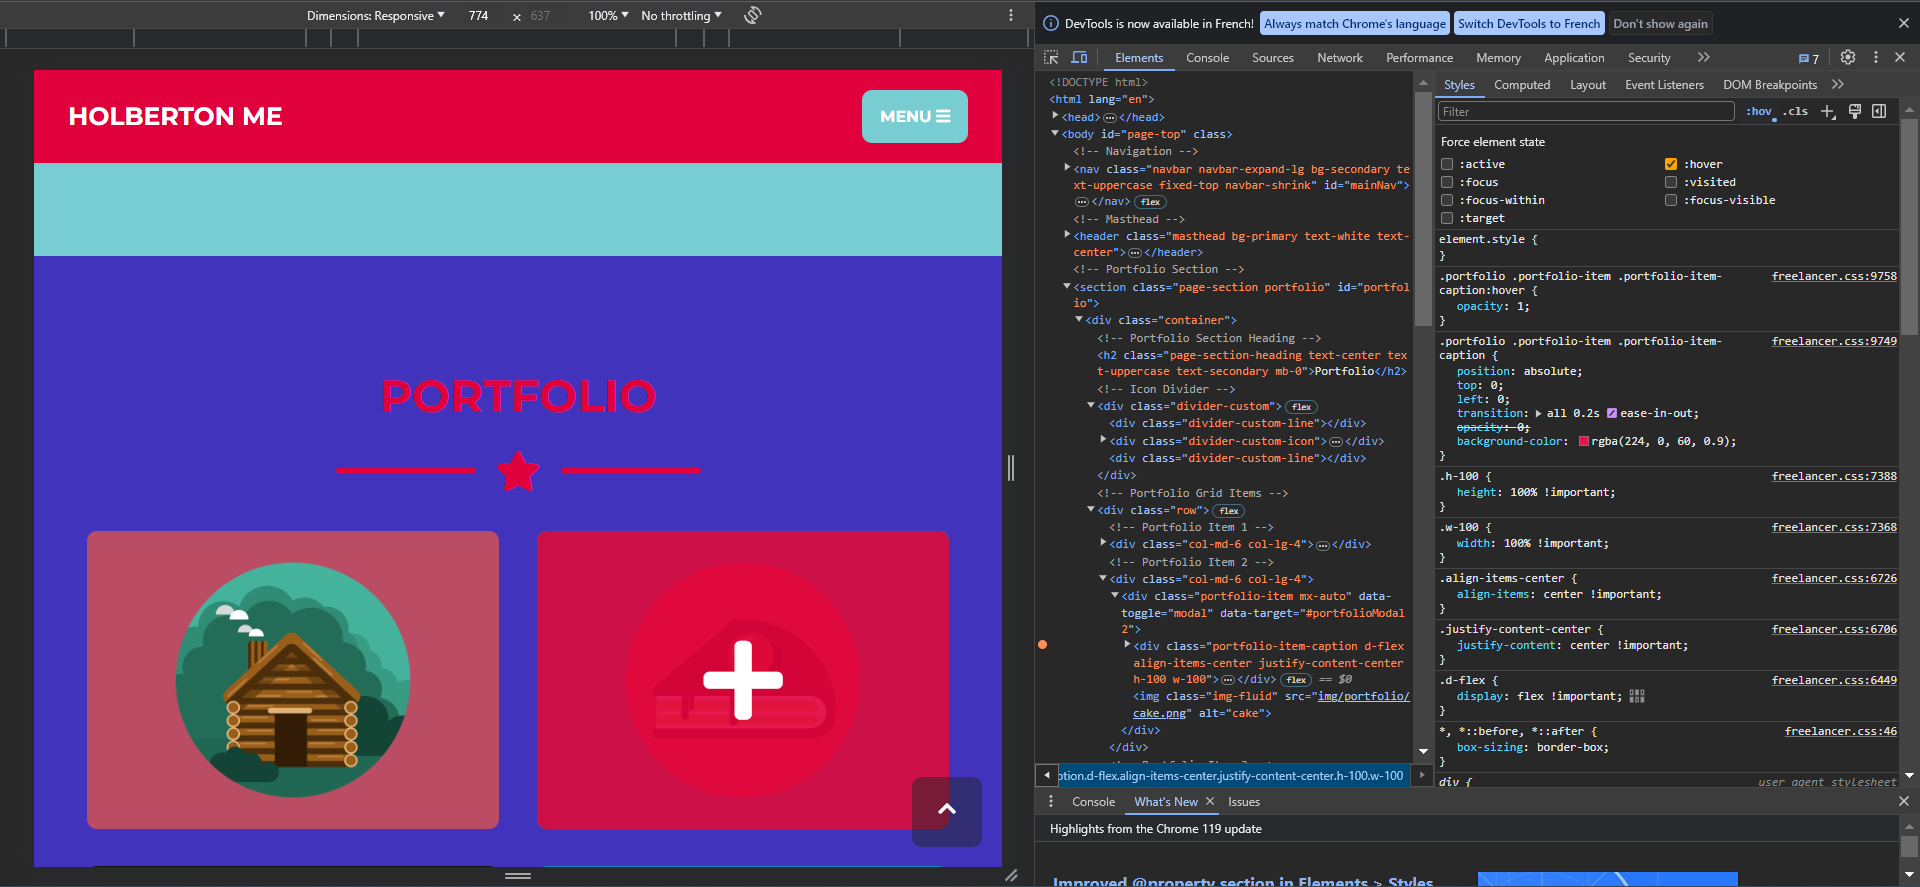 Dimensions: Responsive ▼ 774 × 637 100% ▼ No throttling ▼
HOLBERTON ME
MENU
PORTFOLIO
DevTools is now available in French! Always match Chrome's language Switch DevTools to French Don't show again
Elements Console Sources Network Performance Memory Application Security 7
<!DOCTYPE html>
<html lang="en">
<head> ••• </head>
<body id="page-top" class>
<!-- Navigation -->
<nav class="navbar navbar-expand-lg bg-secondary te
xt-uppercase fixed-top navbar-shrink" id="mainNav">
••• </nav> flex
<!-- Masthead -->
<header class="masthead bg-primary text-white text-
center"> ••• </header>
<!-- Portfolio Section -->
<section class="page-section portfolio" id="portfol
io">
<div class="container">
<!-- Portfolio Section Heading -->
<h2 class="page-section-heading text-center tex
t-uppercase text-secondary mb-0">Portfolio</h2>
<!-- Icon Divider -->
<div class="divider-custom"> flex
<div class="divider-custom-line"></div>
<div class="divider-custom-icon"> ••• </div>
<div class="divider-custom-line"></div>
</div>
<!-- Portfolio Grid Items -->
<div class="row"> flex
<!-- Portfolio Item 1 -->
<div class="col-md-6 col-lg-4"> ••• </div>
<!-- Portfolio Item 2 -->
<div class="col-md-6 col-lg-4">
<div class="portfolio-item mx-auto" data-
toggle="modal" data-target="#portfolioModal
2">
<div class="portfolio-item-caption d-flex
align-items-center justify-content-center
h-100 w-100"> ••• </div> flex == $0
<img class="img-fluid" src="img/portfolio/
cake.png" alt="cake">
</div>
</div>
<!-- Portfolio Item 3 -->
ption.d-flex.align-items-center.justify-content-center.h-100.w-100
Styles Computed Layout Event Listeners DOM Breakpoints
Filter :hov .cls
Force element state
:active :hover
:focus :visited
:focus-within :focus-visible
:target
element.style {
}
.portfolio .portfolio-item .portfolio-item- freelancer.css:9758
caption:hover {
opacity: 1;
}
.portfolio .portfolio-item .portfolio-item- freelancer.css:9749
caption {
position: absolute;
top: 0;
left: 0;
transition: all 0.2s ease-in-out;
opacity: 0;
background-color: rgba(224, 0, 60, 0.9);
}
.h-100 { freelancer.css:7388
height: 100% !important;
}
.w-100 { freelancer.css:7368
width: 100% !important;
}
.align-items-center { freelancer.css:6726
align-items: center !important;
}
.justify-content-center { freelancer.css:6706
justify-content: center !important;
}
.d-flex { freelancer.css:6449
display: flex !important;
}
*, *::before, *::after { freelancer.css:46
box-sizing: border-box;
}
div { user agent stylesheet
Console What's New Issues
Highlights from the Chrome 119 update
Improved @property section in Elements > Styles